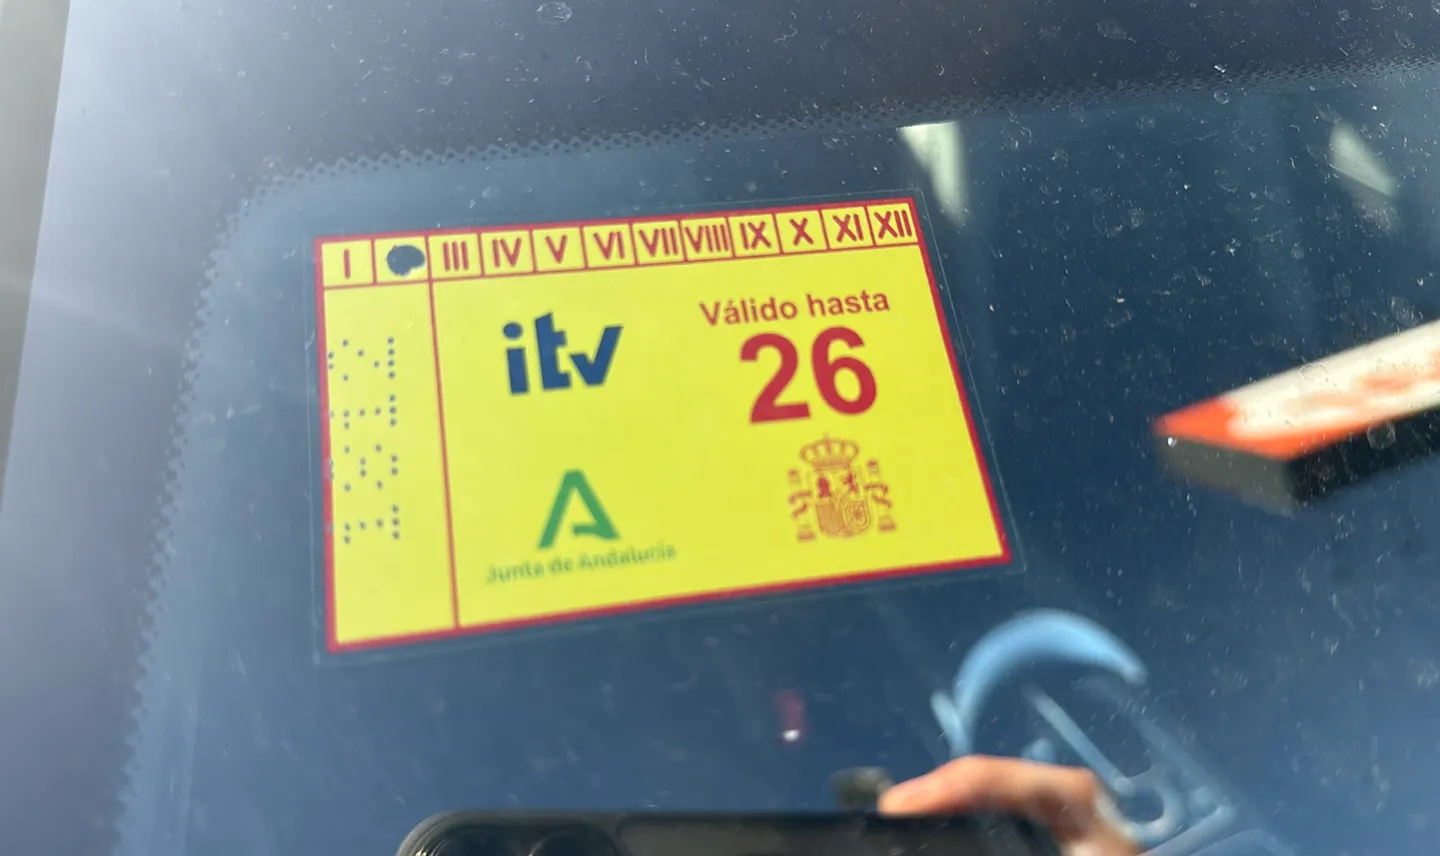 I III IV V VI VII VIII IX X XI XII
itv
Válido hasta
26
Junta de Andalucía